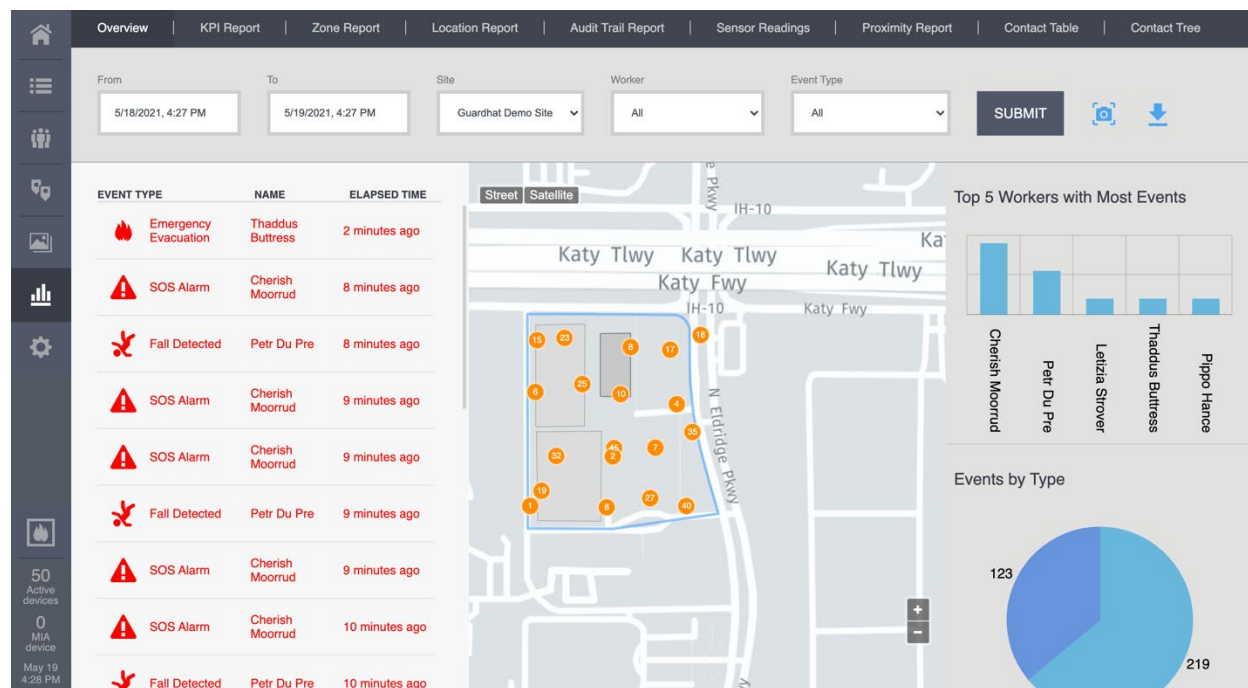 Overview | KPI Report | Zone Report | Location Report | Audit Trail Report | Sensor Readings | Proximity Report | Contact Table | Contact Tree
From To Site Worker Event Type
5/18/2021, 4:27 PM 5/19/2021, 4:27 PM Guardhat Demo Site All All SUBMIT
EVENT TYPE NAME ELAPSED TIME
Emergency Evacuation Thaddus Buttress 2 minutes ago
SOS Alarm Cherish Moorrud 8 minutes ago
Fall Detected Petr Du Pre 8 minutes ago
SOS Alarm Cherish Moorrud 9 minutes ago
SOS Alarm Cherish Moorrud 9 minutes ago
Fall Detected Petr Du Pre 9 minutes ago
SOS Alarm Cherish Moorrud 9 minutes ago
SOS Alarm Cherish Moorrud 10 minutes ago
Fall Detected Petr Du Pre 10 minutes ago
50
Active
devices
0
MIA
device
May 19
4:28 PM
Street Satellite
e Pkwy
IH-10
Katy Tlwy Katy Tlwy Ka
Katy Tlwy
Katy Fwy
IH-10 Katy Fwy
N Eldridge Pkwy
18
15 23 8 17
25
6 10 4
35
7
32 2
19 27
1 8 40
+
−
Top 5 Workers with Most Events
Cherish Moorrud
Petr Du Pre
Letizia Strover
Thaddus Buttress
Pippo Hance
Events by Type
123
219